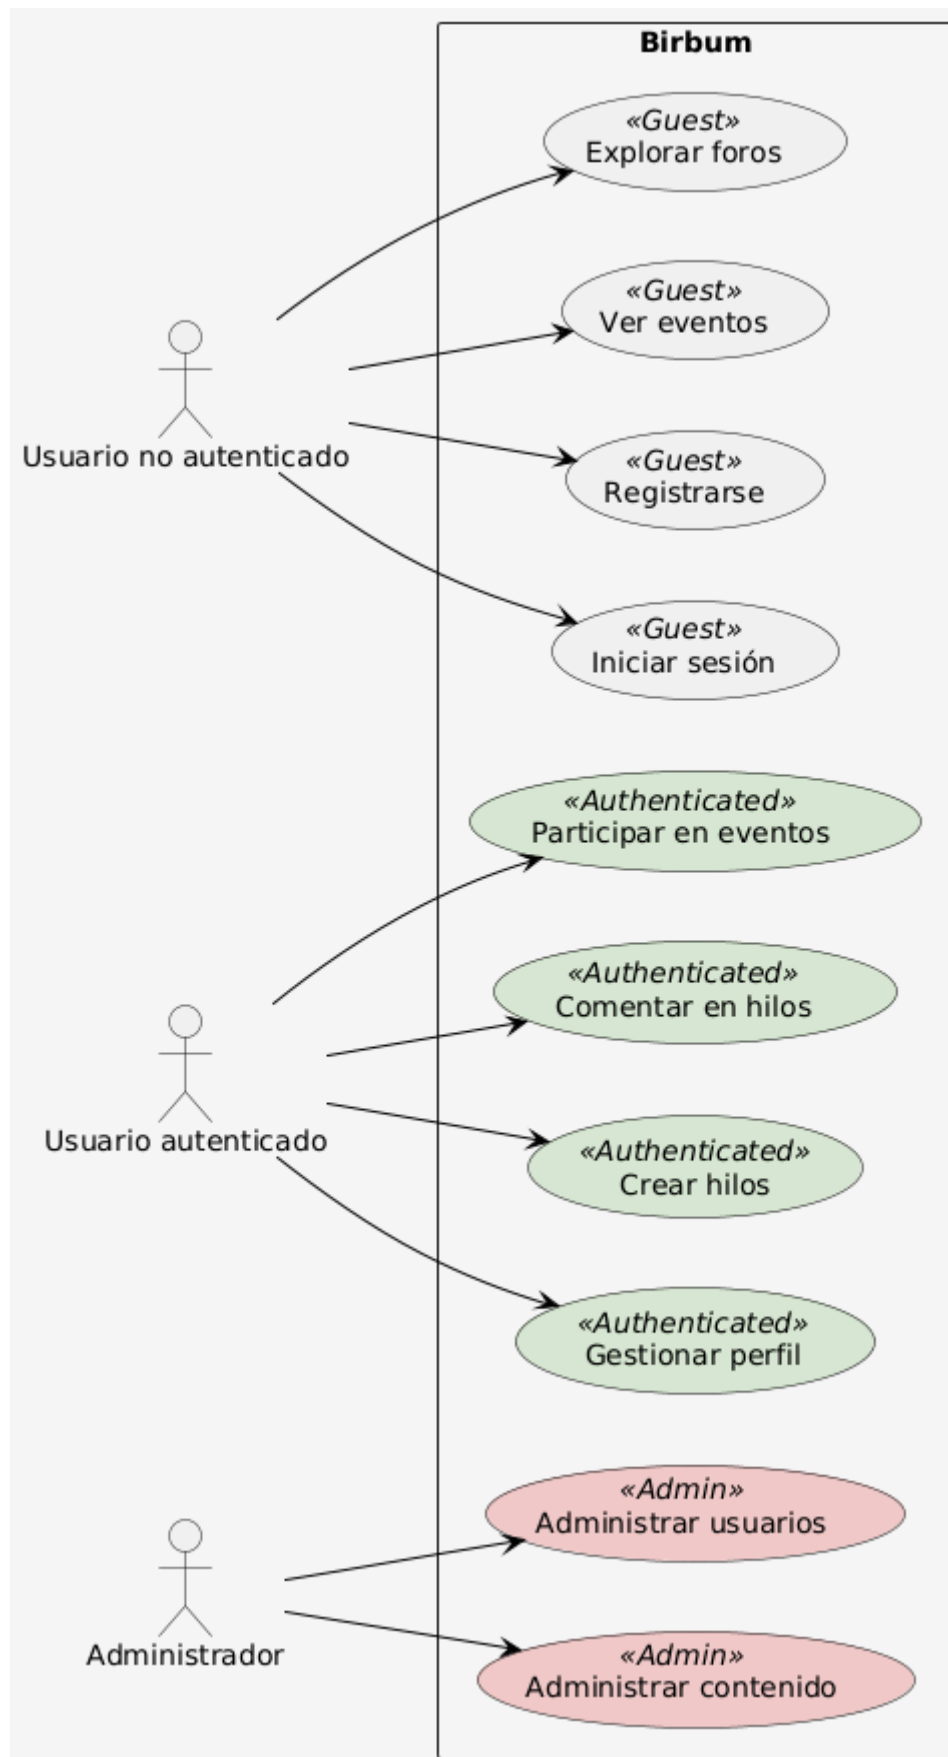 Birbum
«Guest»
Explorar foros
«Guest»
Ver eventos
Usuario no autenticado
«Guest»
Registrarse
«Guest»
Iniciar sesión
«Authenticated»
Participar en eventos
«Authenticated»
Comentar en hilos
Usuario autenticado
«Authenticated»
Crear hilos
«Authenticated»
Gestionar perfil
«Admin»
Administrar usuarios
Administrador
«Admin»
Administrar contenido